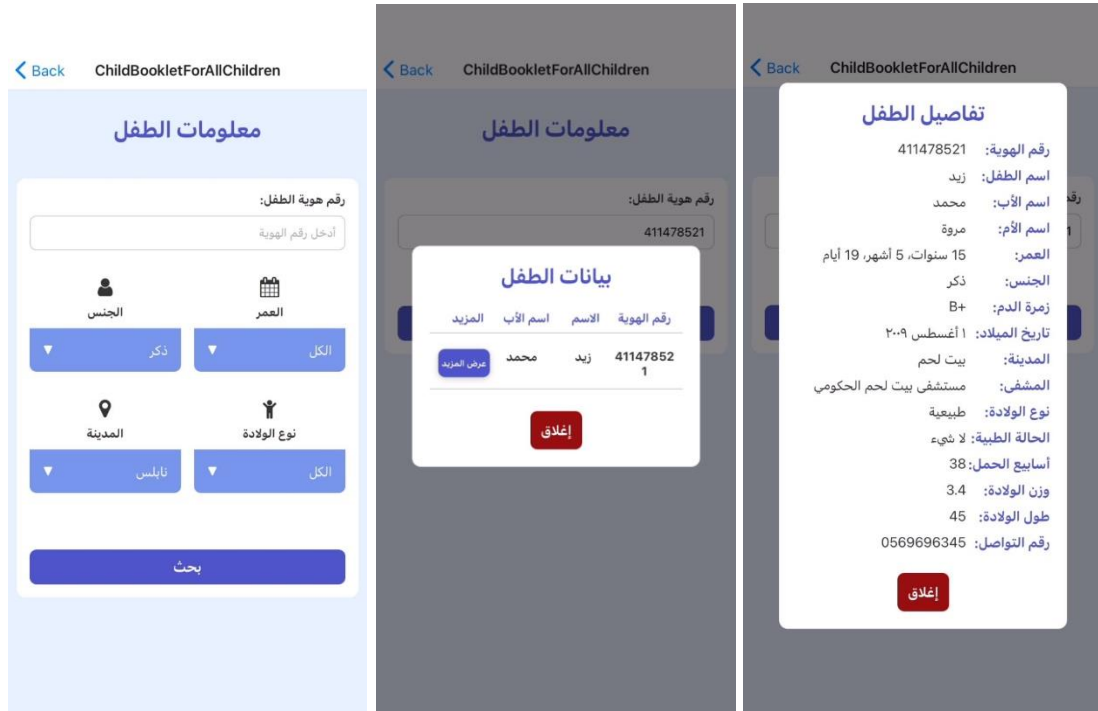 Back ChildBookletForAllChildren
معلومات الطفل
رقم هوية الطفل:
أدخل رقم الهوية
العمر الجنس
الكل ذكر
نوع الولادة المدينة
الكل نابلس
بحث
Back ChildBookletForAllChildren
معلومات الطفل
رقم هوية الطفل:
411478521
بيانات الطفل
رقم الهوية الاسم اسم الأب المزيد
41147852 زيد محمد عرض المزيد
1
إغلاق
Back ChildBookletForAllChildren
تفاصيل الطفل
رقم الهوية: 411478521
اسم الطفل: زيد
اسم الأب: محمد
اسم الأم: مروة
العمر: 15 سنوات، 5 أشهر، 19 أيام
الجنس: ذكر
زمرة الدم: B+
تاريخ الميلاد: ١ أغسطس ٢٠٠٩
المدينة: بيت لحم
المشفى: مستشفى بيت لحم الحكومي
نوع الولادة: طبيعية
الحالة الطبية: لا شيء
أسابيع الحمل: 38
وزن الولادة: 3.4
طول الولادة: 45
رقم التواصل: 0569696345
إغلاق